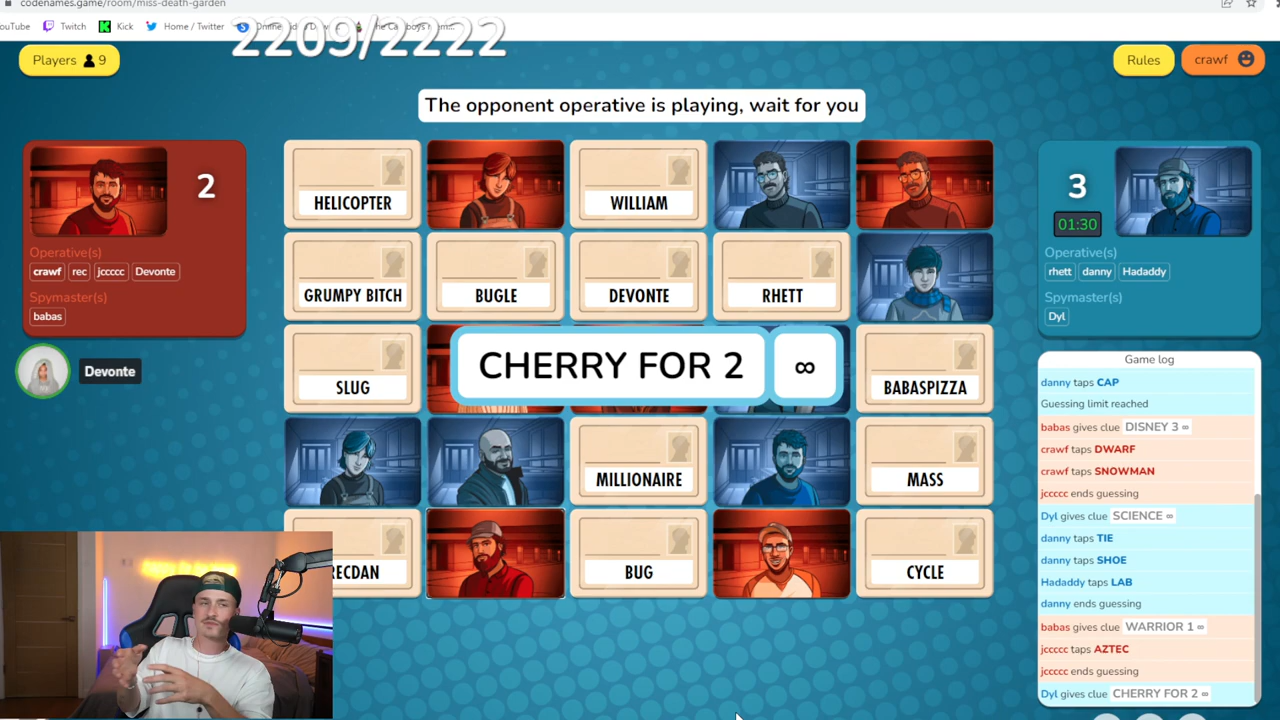 codenames.game/room/miss-death-garden
YouTube Twitch Kick Home / Twitter
2209/2222
Players 9
Rules crawf
The opponent operative is playing, wait for you
2
Operative(s)
crawf rec jccccc Devonte
Spymaster(s)
babas
Devonte
HELICOPTER
WILLIAM
GRUMPY BITCH
BUGLE
DEVONTE
RHETT
SLUG
CHERRY FOR 2 ∞
BABASPIZZA
MILLIONAIRE
MASS
RECDAN
BUG
CYCLE
3
01:30
Operative(s)
rhett danny Hadaddy
Spymaster(s)
Dyl
Game log
danny taps CAP
Guessing limit reached
babas gives clue DISNEY 3 ∞
crawf taps DWARF
crawf taps SNOWMAN
jccccc ends guessing
Dyl gives clue SCIENCE ∞
danny taps TIE
danny taps SHOE
Hadaddy taps LAB
danny ends guessing
babas gives clue WARRIOR 1 ∞
jccccc taps AZTEC
jccccc ends guessing
Dyl gives clue CHERRY FOR 2 ∞